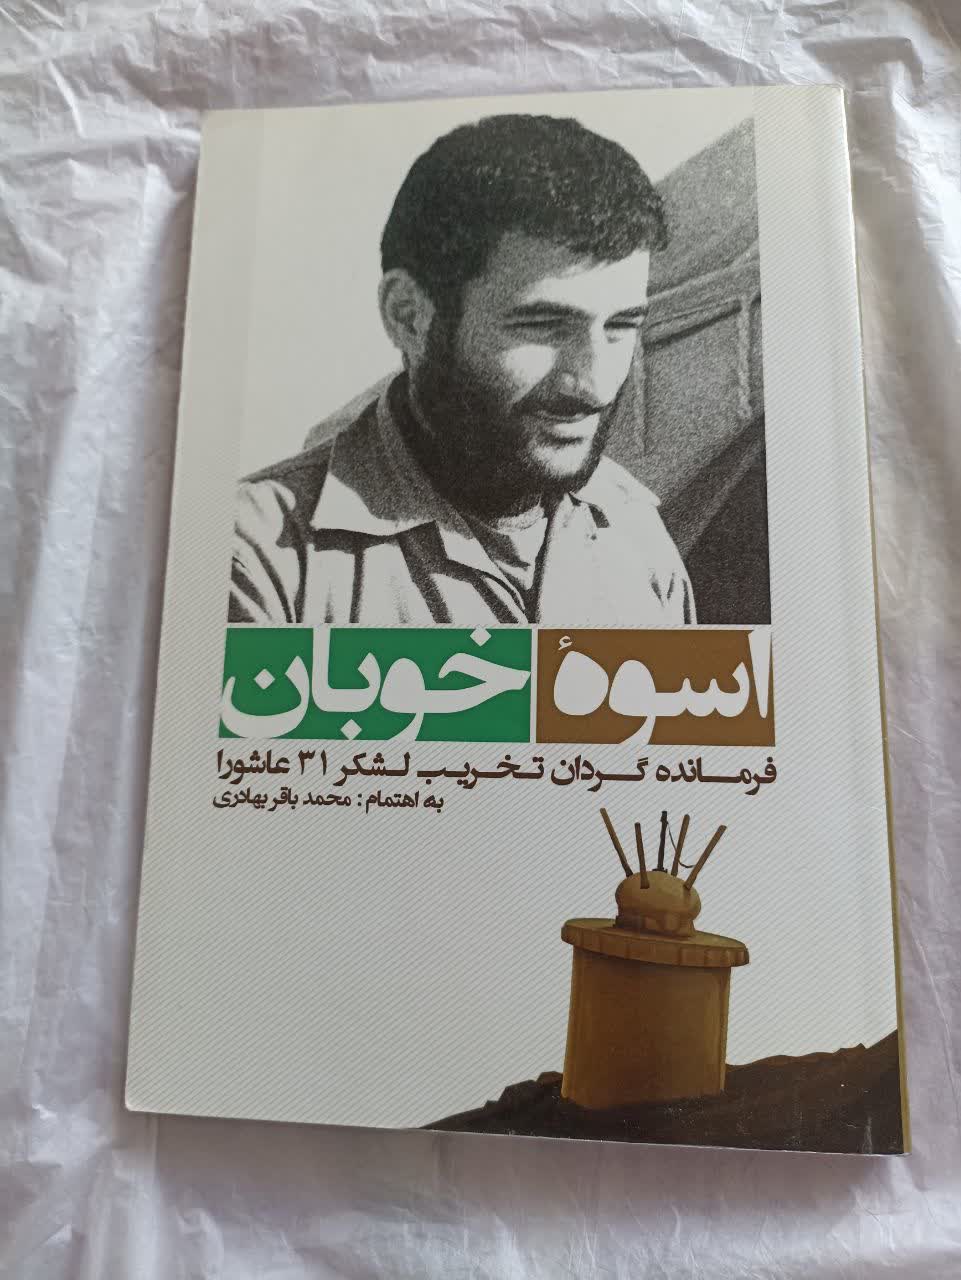 اسوهٔ خوبان
فرمانده گردان تخریب لشکر ۳۱ عاشورا
به اهتمام: محمد باقر بهادری